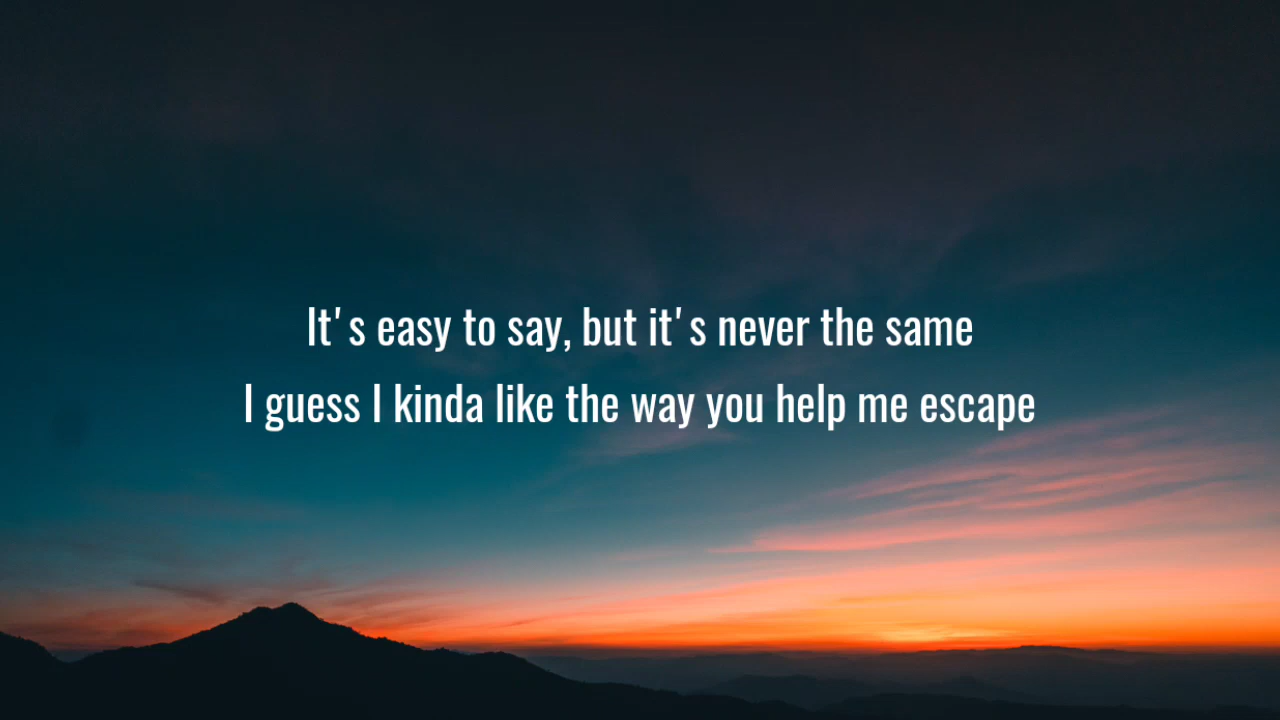 It's easy to say, but it's never the same
I guess I kinda like the way you help me escape